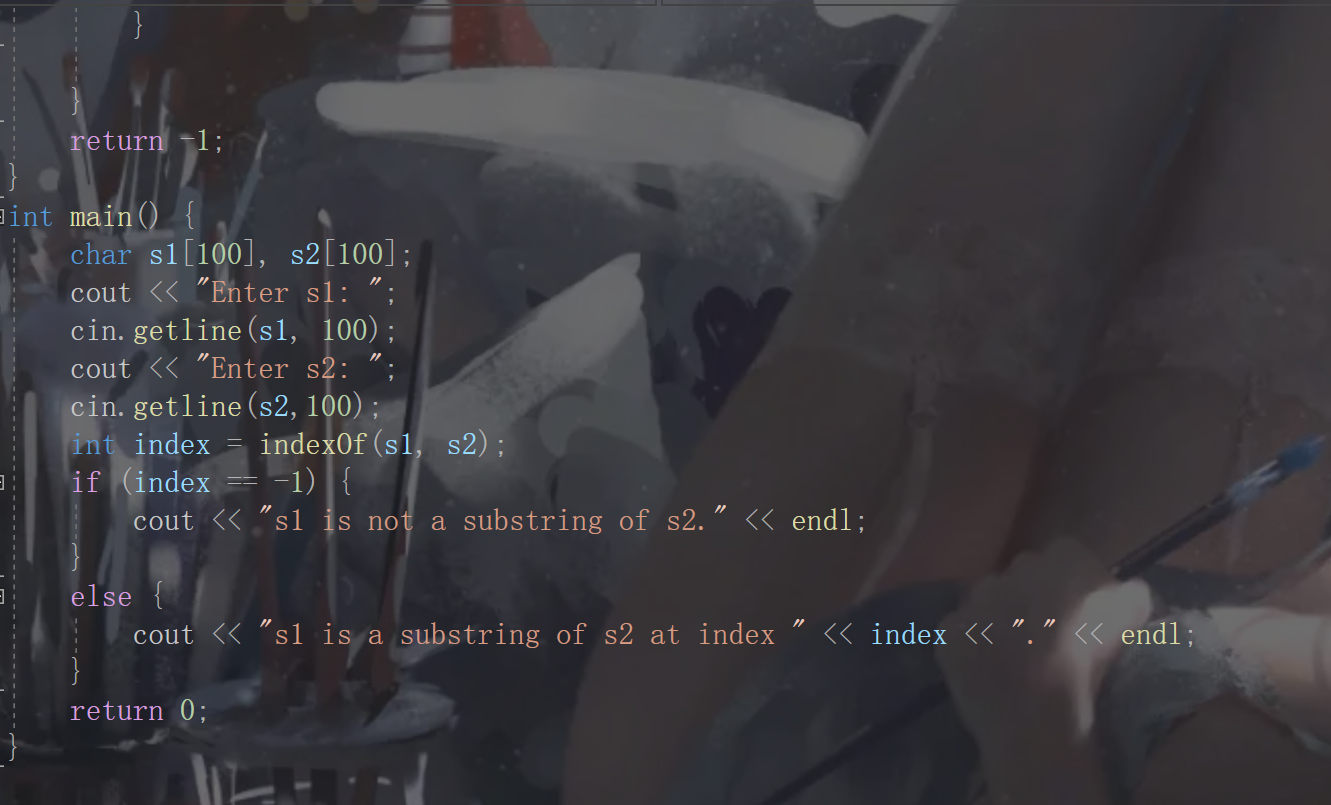 }
    }
    return -1;
}
int main() {
    char s1[100], s2[100];
    cout << "Enter s1: ";
    cin.getline(s1, 100);
    cout << "Enter s2: ";
    cin.getline(s2,100);
    int index = indexOf(s1, s2);
    if (index == -1) {
        cout << "s1 is not a substring of s2." << endl;
    }
    else {
        cout << "s1 is a substring of s2 at index " << index << "." << endl;
    }
    return 0;
}